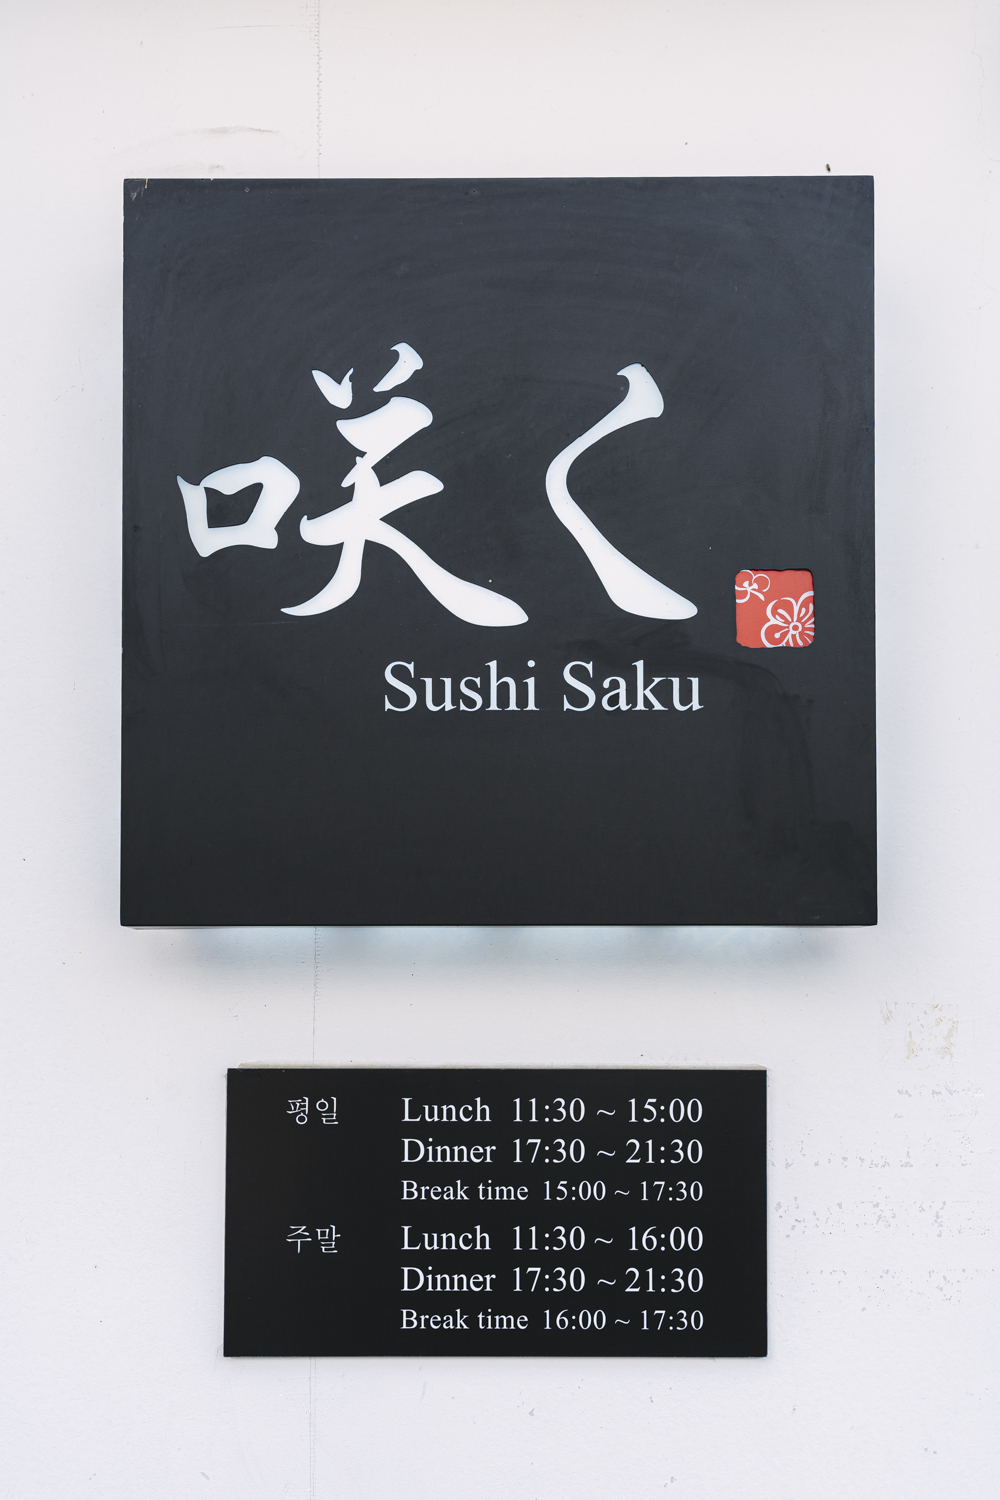 咲く
Sushi Saku
평일 Lunch 11:30 ~ 15:00
Dinner 17:30 ~ 21:30
Break time 15:00 ~ 17:30
주말 Lunch 11:30 ~ 16:00
Dinner 17:30 ~ 21:30
Break time 16:00 ~ 17:30